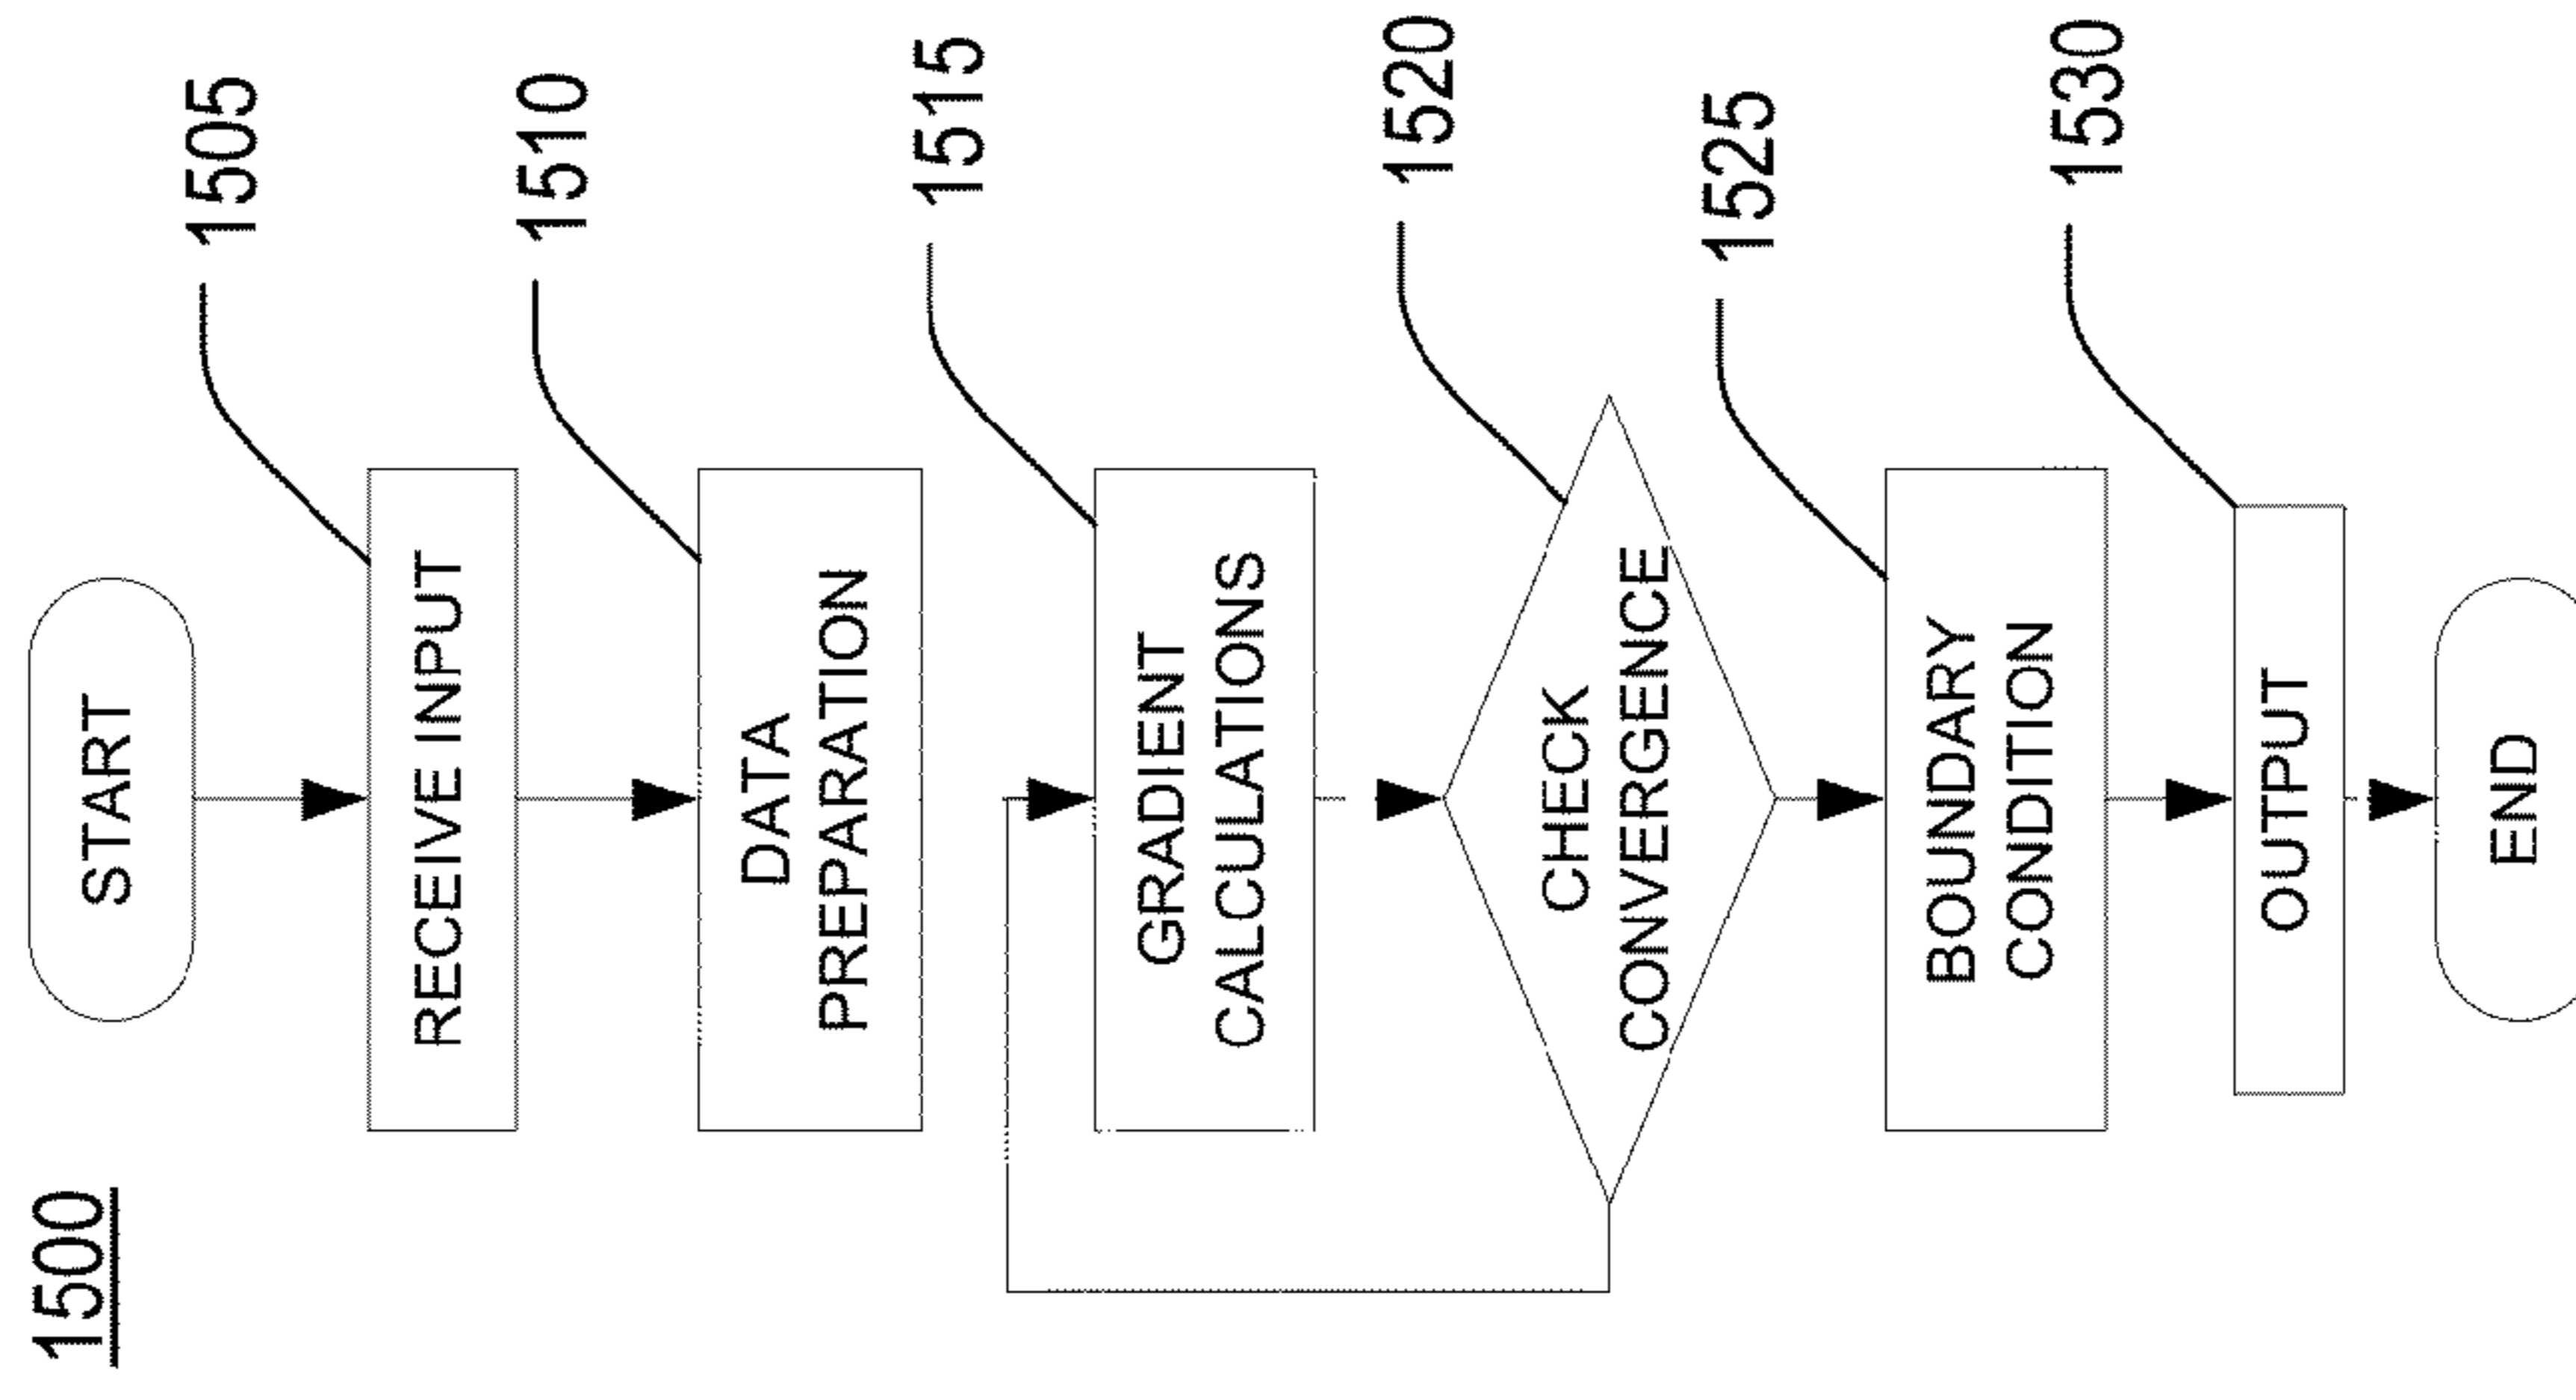 1500
START
1505
RECEIVE INPUT
1510
DATA
PREPARATION
1515
GRADIENT
CALCULATIONS
1520
CHECK
CONVERGENCE
1525
BOUNDARY
CONDITION
1530
OUTPUT
END